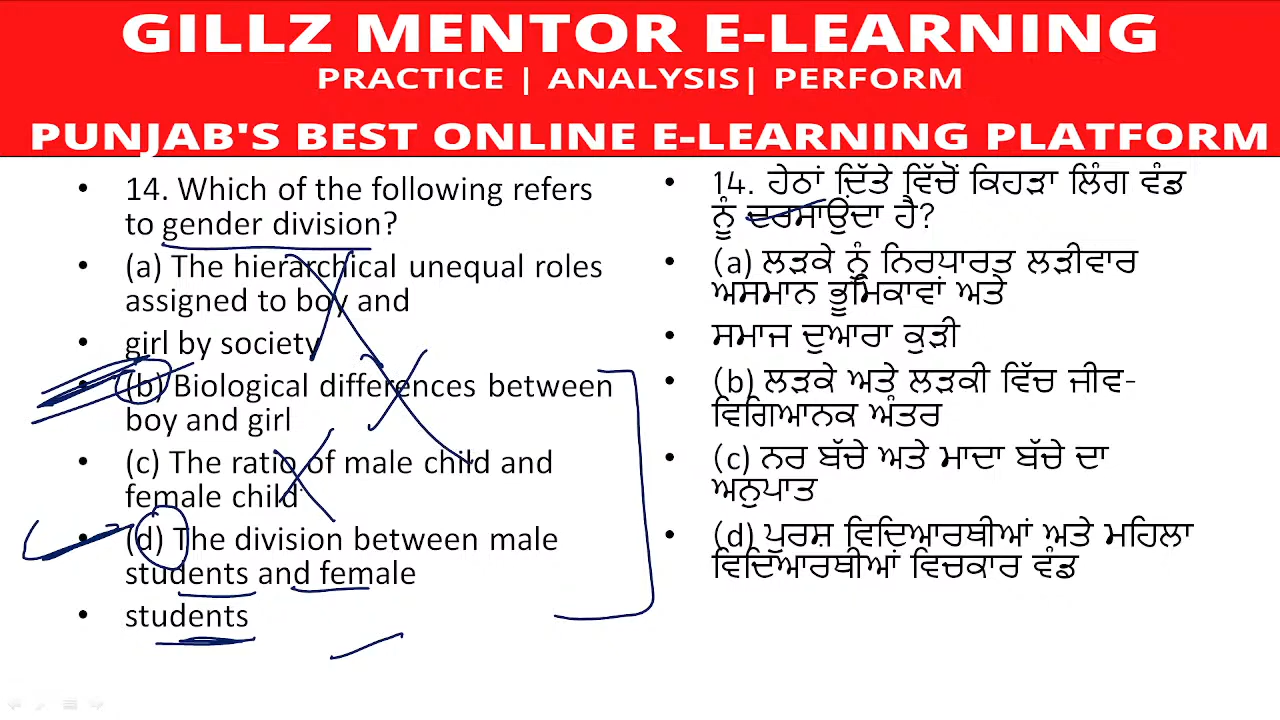 GILLZ MENTOR E-LEARNING
PRACTICE | ANALYSIS| PERFORM
PUNJAB'S BEST ONLINE E-LEARNING PLATFORM
• 14. Which of the following refers
to gender division?
• (a) The hierarchical unequal roles
assigned to boy and
• girl by society
• (b) Biological differences between
boy and girl
• (c) The ratio of male child and
female child
• (d) The division between male
students and female
• students
• 14. ਹੇਠਾਂ ਦਿੱਤੇ ਵਿੱਚੋਂ ਕਿਹੜਾ ਲਿੰਗ ਵੰਡ
ਨੂੰ ਦਰਸਾਉਂਦਾ ਹੈ?
• (a) ਲੜਕੇ ਨੂੰ ਨਿਰਧਾਰਤ ਲੜੀਵਾਰ
ਅਸਮਾਨ ਭੂਮਿਕਾਵਾਂ ਅਤੇ
• ਸਮਾਜ ਦੁਆਰਾ ਕੁੜੀ
• (b) ਲੜਕੇ ਅਤੇ ਲੜਕੀ ਵਿੱਚ ਜੀਵ-
ਵਿਗਿਆਨਕ ਅੰਤਰ
• (c) ਨਰ ਬੱਚੇ ਅਤੇ ਮਾਦਾ ਬੱਚੇ ਦਾ
ਅਨੁਪਾਤ
• (d) ਪੁਰਸ਼ ਵਿਦਿਆਰਥੀਆਂ ਅਤੇ ਮਹਿਲਾ
ਵਿਦਿਆਰਥੀਆਂ ਵਿਚਕਾਰ ਵੰਡ